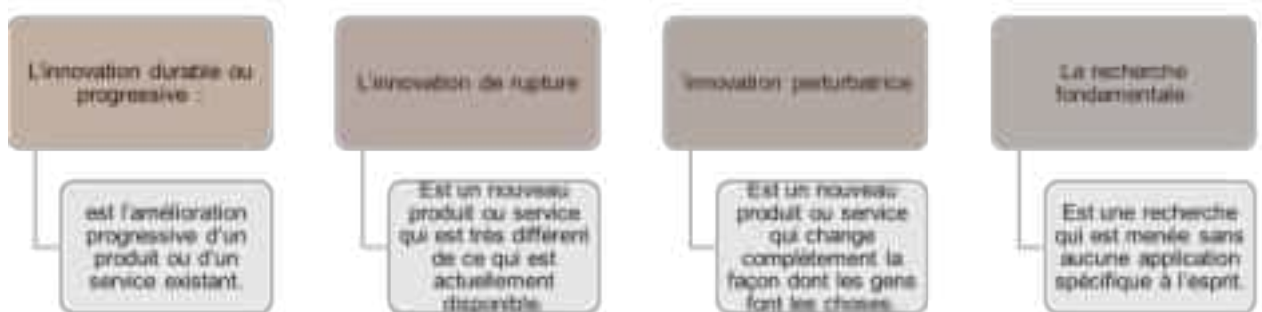 L'innovation durable ou
progressive :
est l'amélioration
progressive d'un
produit ou d'un
service existant.
L'innovation de rupture
Est un nouveau
produit ou service
qui est très différent
de ce qui est
actuellement
disponible.
innovation perturbatrice
Est un nouveau
produit ou service
qui change
complètement la
façon dont les gens
font les choses.
La recherche
fondamentale.
Est une recherche
qui est menée sans
aucune application
spécifique à l'esprit.